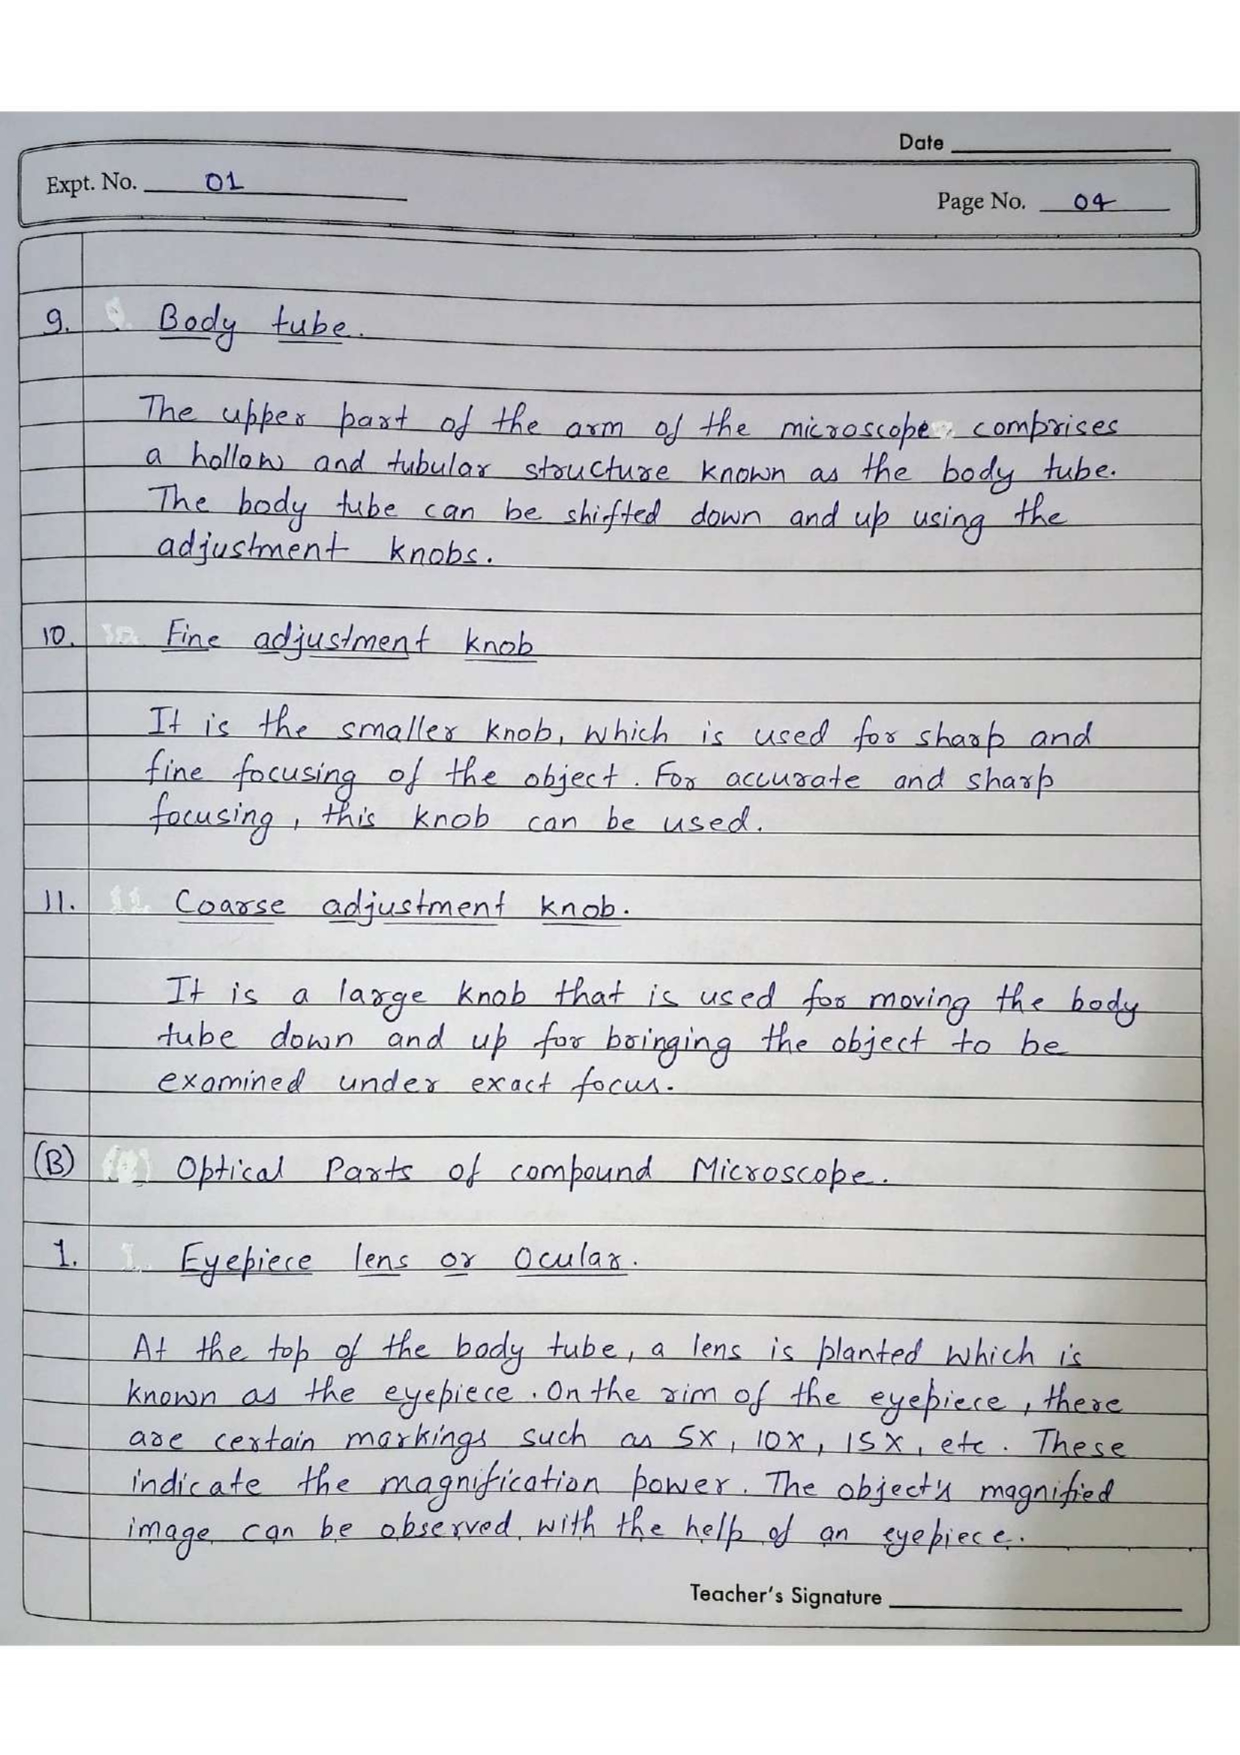 Date
Expt. No. 01
Page No. 04
9. Body tube.
The upper part of the arm of the microscope comprises
a hollow and tubular structure known as the body tube.
The body tube can be shifted down and up using the
adjustment knobs.
10. Fine adjustment knob
It is the smaller knob, which is used for sharp and
fine focusing of the object. For accurate and sharp
focusing, this knob can be used.
11. Coarse adjustment knob.
It is a large knob that is used for moving the body
tube down and up for bringing the object to be
examined under exact focus.
(B) Optical Parts of compound Microscope.
1. Eyepiece lens or Ocular.
At the top of the body tube, a lens is planted which is
known as the eyepiece. On the rim of the eyepiece, there
are certain markings such as 5X, 10X, 15X, etc. These
indicate the magnification power. The object's magnified
image can be observed with the help of an eyepiece.
Teacher's Signature